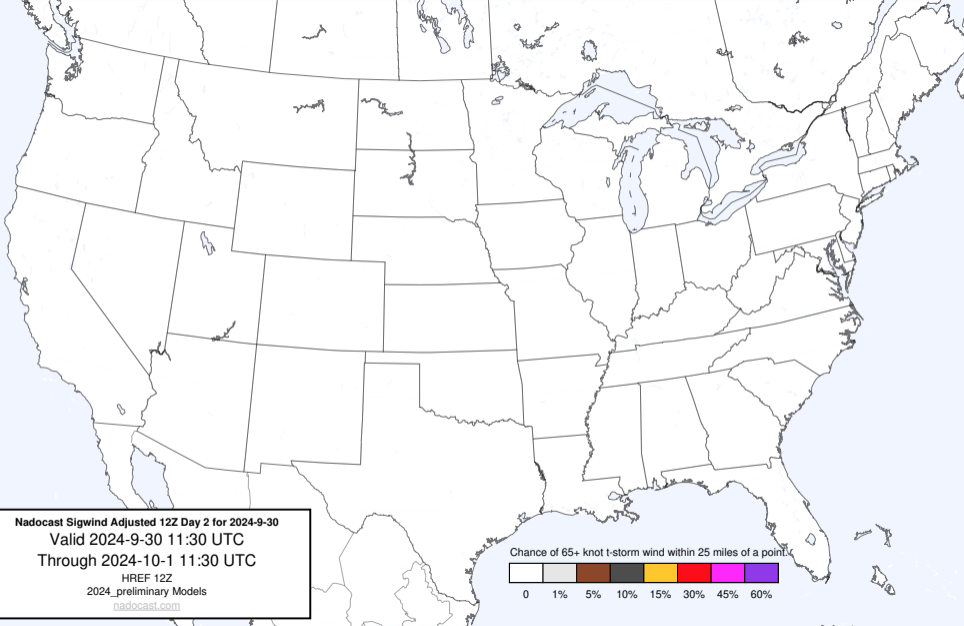 Nadocast Sigwind Adjusted 12Z Day 2 for 2024-9-30
Valid 2024-9-30 11:30 UTC
Through 2024-10-1 11:30 UTC
HREF 12Z
2024_preliminary Models
nadocast.com
Chance of 65+ knot t-storm wind within 25 miles of a point.
0 1% 5% 10% 15% 30% 45% 60%